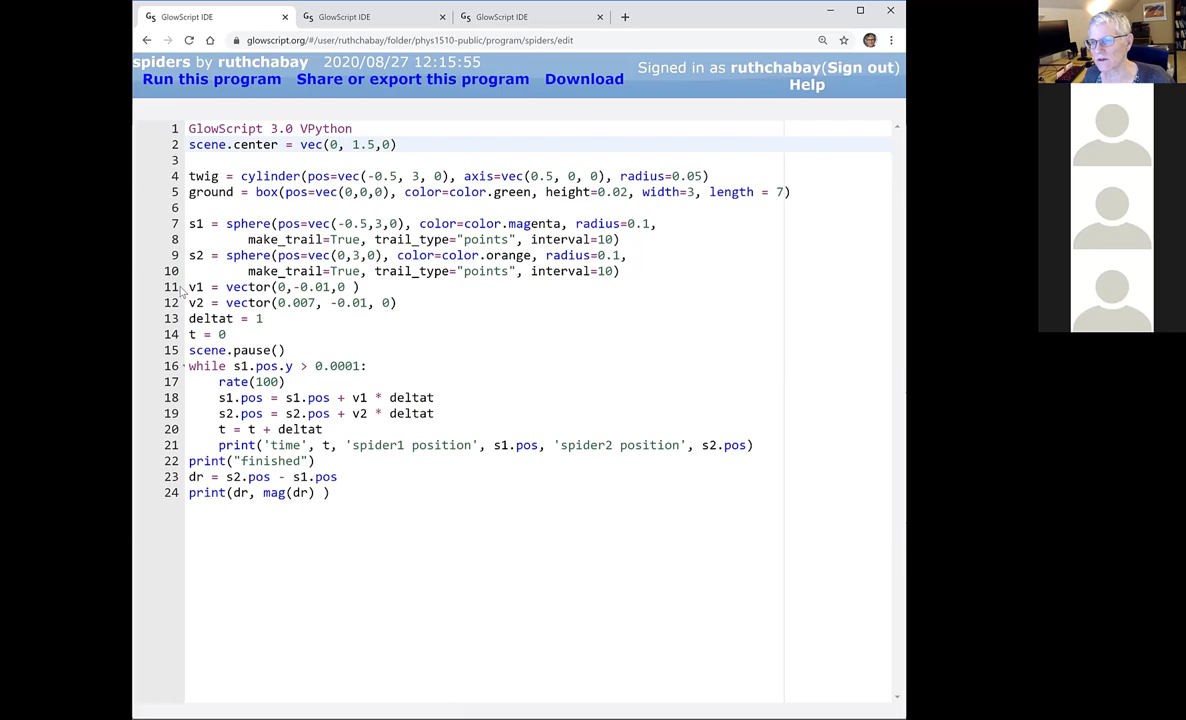 GlowScript IDE
GlowScript IDE
GlowScript IDE
glowscript.org/#/user/ruthchabay/folder/phys1510-public/program/spiders/edit
spiders by ruthchabay 2020/08/27 12:15:55
Signed in as ruthchabay(Sign out)
Run this program Share or export this program Download
Help
1 GlowScript 3.0 VPython
2 scene.center = vec(0, 1.5,0)
3
4 twig = cylinder(pos=vec(-0.5, 3, 0), axis=vec(0.5, 0, 0), radius=0.05)
5 ground = box(pos=vec(0,0,0), color=color.green, height=0.02, width=3, length = 7)
6
7 s1 = sphere(pos=vec(-0.5,3,0), color=color.magenta, radius=0.1,
8 make_trail=True, trail_type="points", interval=10)
9 s2 = sphere(pos=vec(0,3,0), color=color.orange, radius=0.1,
10 make_trail=True, trail_type="points", interval=10)
11 v1 = vector(0,-0.01,0 )
12 v2 = vector(0.007, -0.01, 0)
13 deltat = 1
14 t = 0
15 scene.pause()
16 while s1.pos.y > 0.0001:
17 rate(100)
18 s1.pos = s1.pos + v1 * deltat
19 s2.pos = s2.pos + v2 * deltat
20 t = t + deltat
21 print('time', t, 'spider1 position', s1.pos, 'spider2 position', s2.pos)
22 print("finished")
23 dr = s2.pos - s1.pos
24 print(dr, mag(dr) )